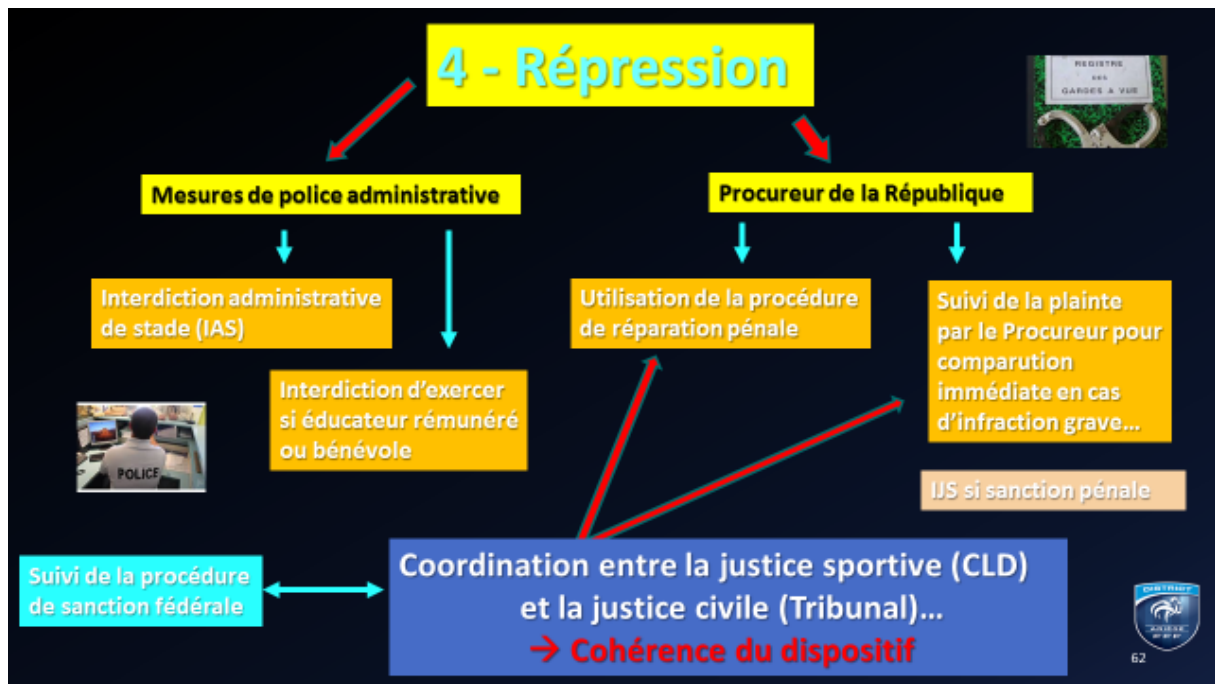 4 - Répression
REGISTRE
DES
GARDES A VUE
Mesures de police administrative
Procureur de la République
Interdiction administrative
de stade (IAS)
Utilisation de la procédure
de réparation pénale
Suivi de la plainte
par le Procureur pour
comparution
immédiate en cas
d'infraction grave...
Interdiction d'exercer
si éducateur rémunéré
ou bénévole
POLICE
IJS si sanction pénale
Suivi de la procédure
de sanction fédérale
Coordination entre la justice sportive (CLD)
et la justice civile (Tribunal)...
→ Cohérence du dispositif
DISTRICT
62